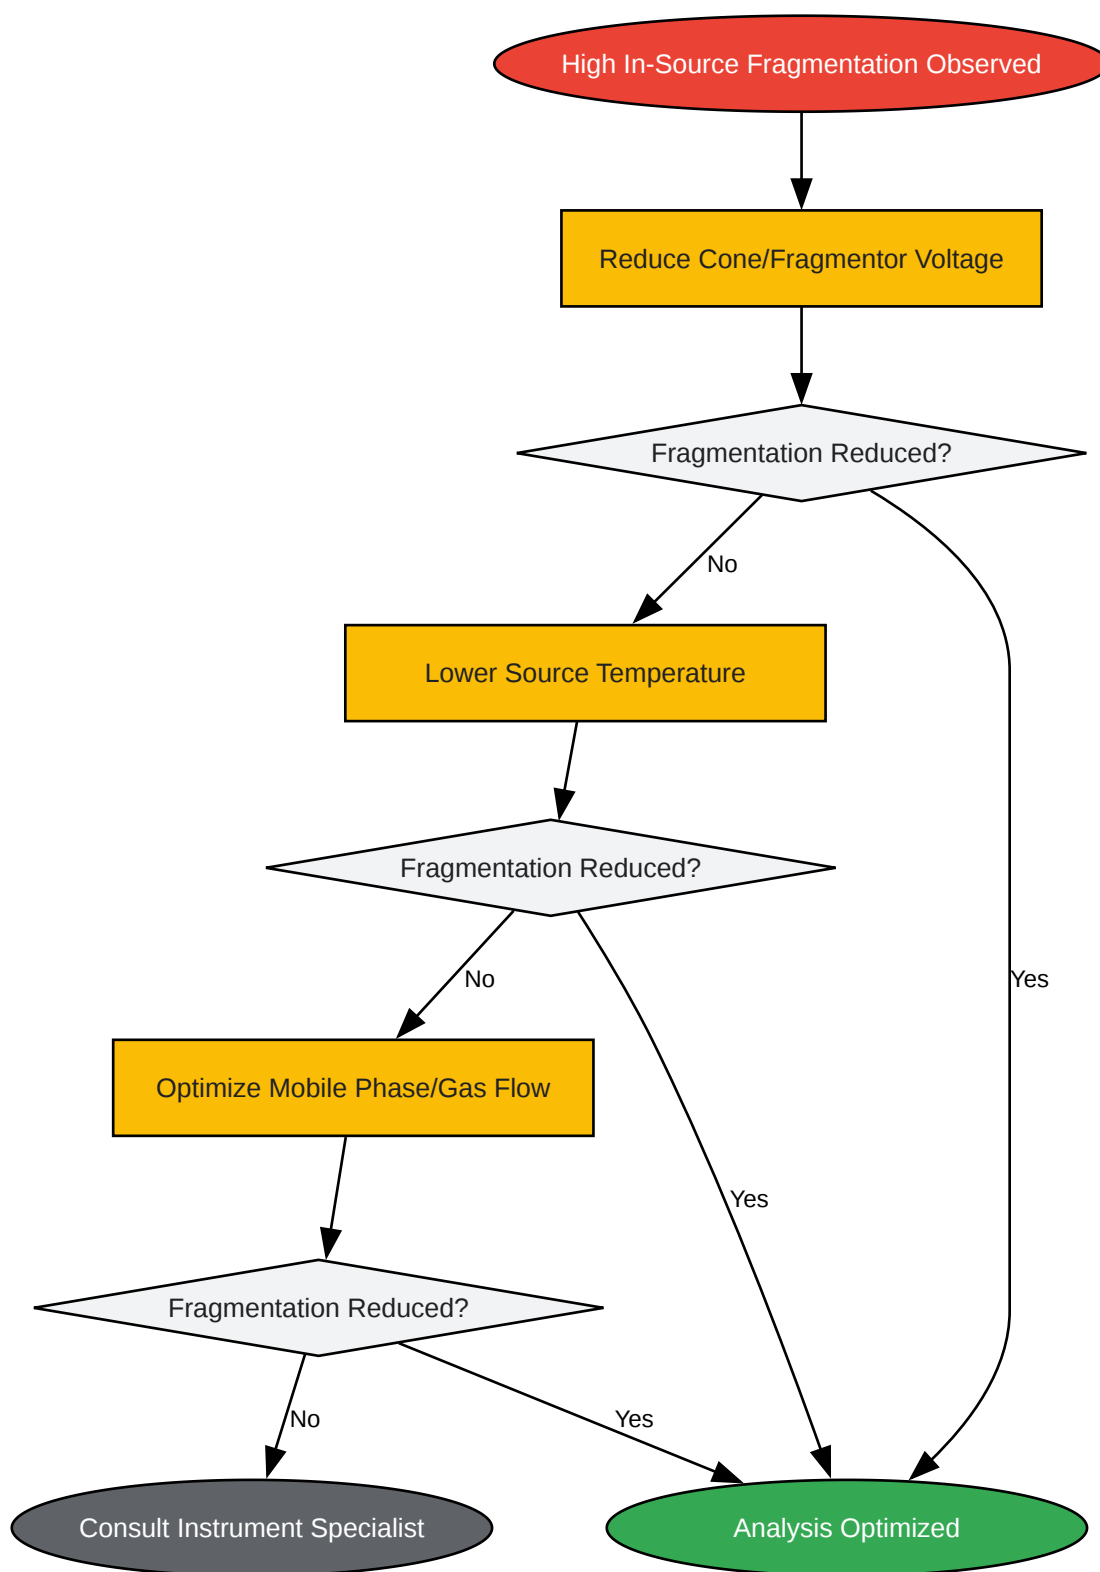 High In-Source Fragmentation Observed
Reduce Cone/Fragmentor Voltage
Fragmentation Reduced?
No
Lower Source Temperature
Fragmentation Reduced?
No
Yes
Optimize Mobile Phase/Gas Flow
Yes
Fragmentation Reduced?
No
Yes
Consult Instrument Specialist
Analysis Optimized